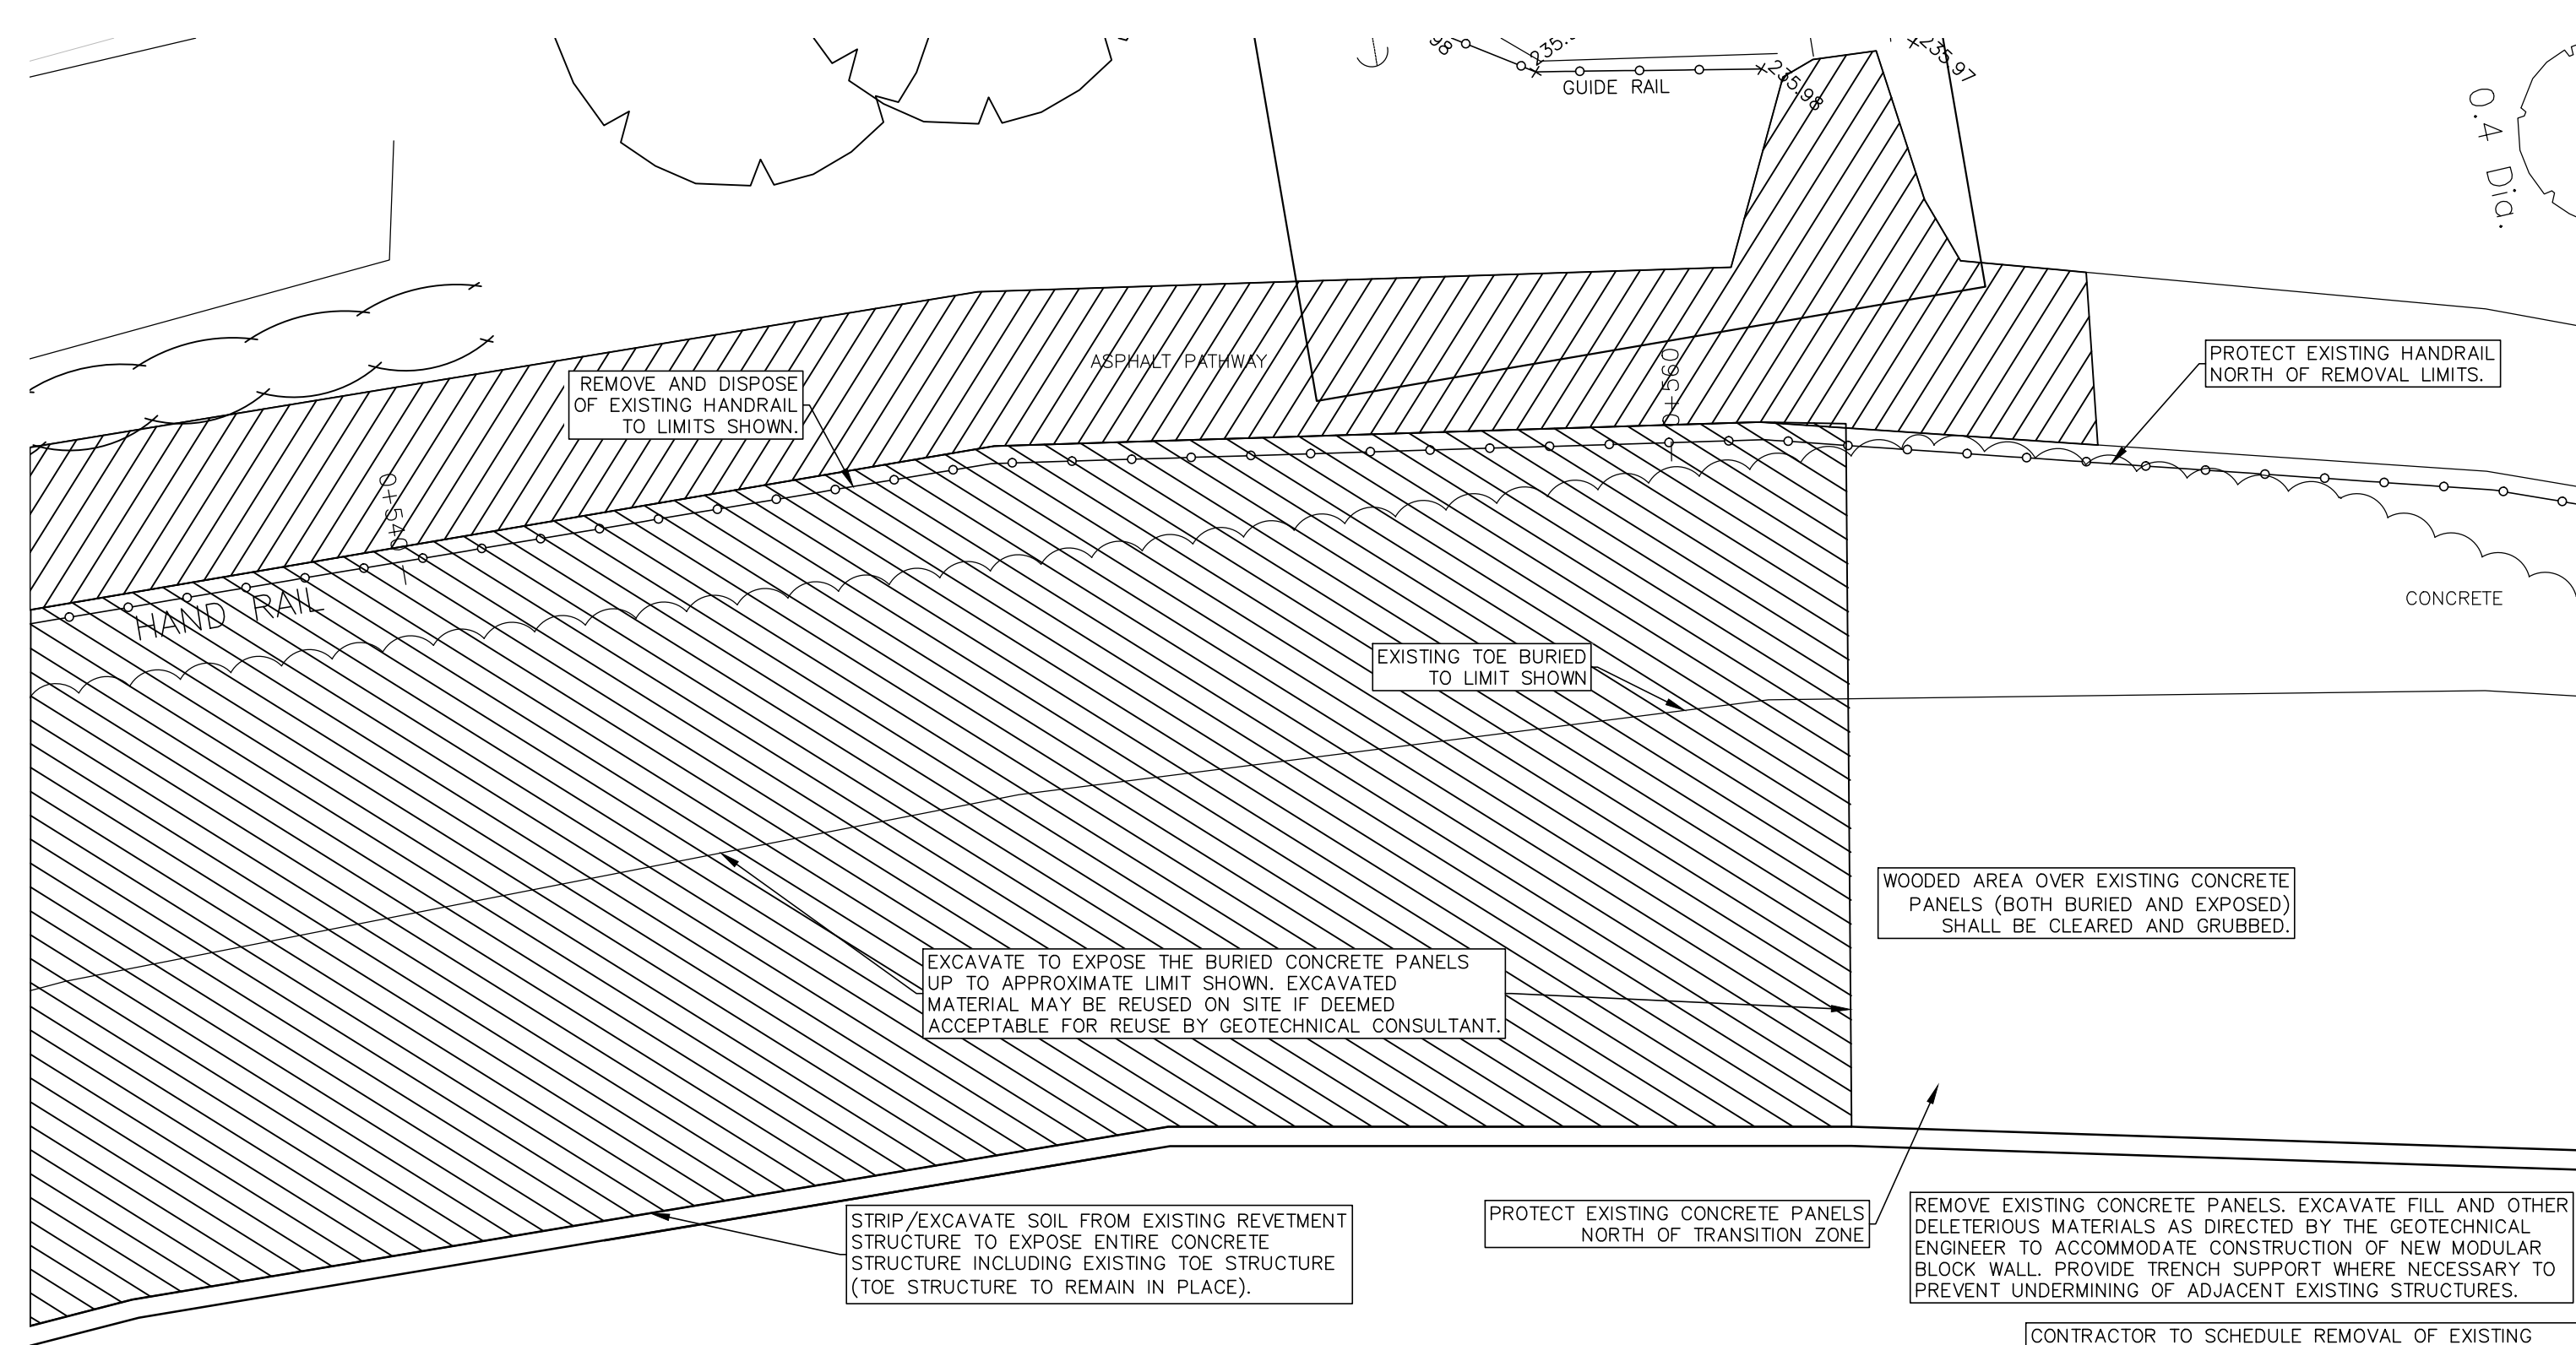 235.98
GUIDE RAIL
235.97
0.4 Dia.
PROTECT EXISTING HANDRAIL
NORTH OF REMOVAL LIMITS.
ASPHALT PATHWAY
REMOVE AND DISPOSE
OF EXISTING HANDRAIL
TO LIMITS SHOWN.
0+560
0+540
HAND RAIL
CONCRETE
EXISTING TOE BURIED
TO LIMIT SHOWN
WOODED AREA OVER EXISTING CONCRETE
PANELS (BOTH BURIED AND EXPOSED)
SHALL BE CLEARED AND GRUBBED.
EXCAVATE TO EXPOSE THE BURIED CONCRETE PANELS
UP TO APPROXIMATE LIMIT SHOWN. EXCAVATED
MATERIAL MAY BE REUSED ON SITE IF DEEMED
ACCEPTABLE FOR REUSE BY GEOTECHNICAL CONSULTANT.
STRIP/EXCAVATE SOIL FROM EXISTING REVETMENT
STRUCTURE TO EXPOSE ENTIRE CONCRETE
STRUCTURE INCLUDING EXISTING TOE STRUCTURE
(TOE STRUCTURE TO REMAIN IN PLACE).
PROTECT EXISTING CONCRETE PANELS
NORTH OF TRANSITION ZONE
REMOVE EXISTING CONCRETE PANELS. EXCAVATE FILL AND OTHER
DELETERIOUS MATERIALS AS DIRECTED BY THE GEOTECHNICAL
ENGINEER TO ACCOMMODATE CONSTRUCTION OF NEW MODULAR
BLOCK WALL. PROVIDE TRENCH SUPPORT WHERE NECESSARY TO
PREVENT UNDERMINING OF ADJACENT EXISTING STRUCTURES.
CONTRACTOR TO SCHEDULE REMOVAL OF EXISTING